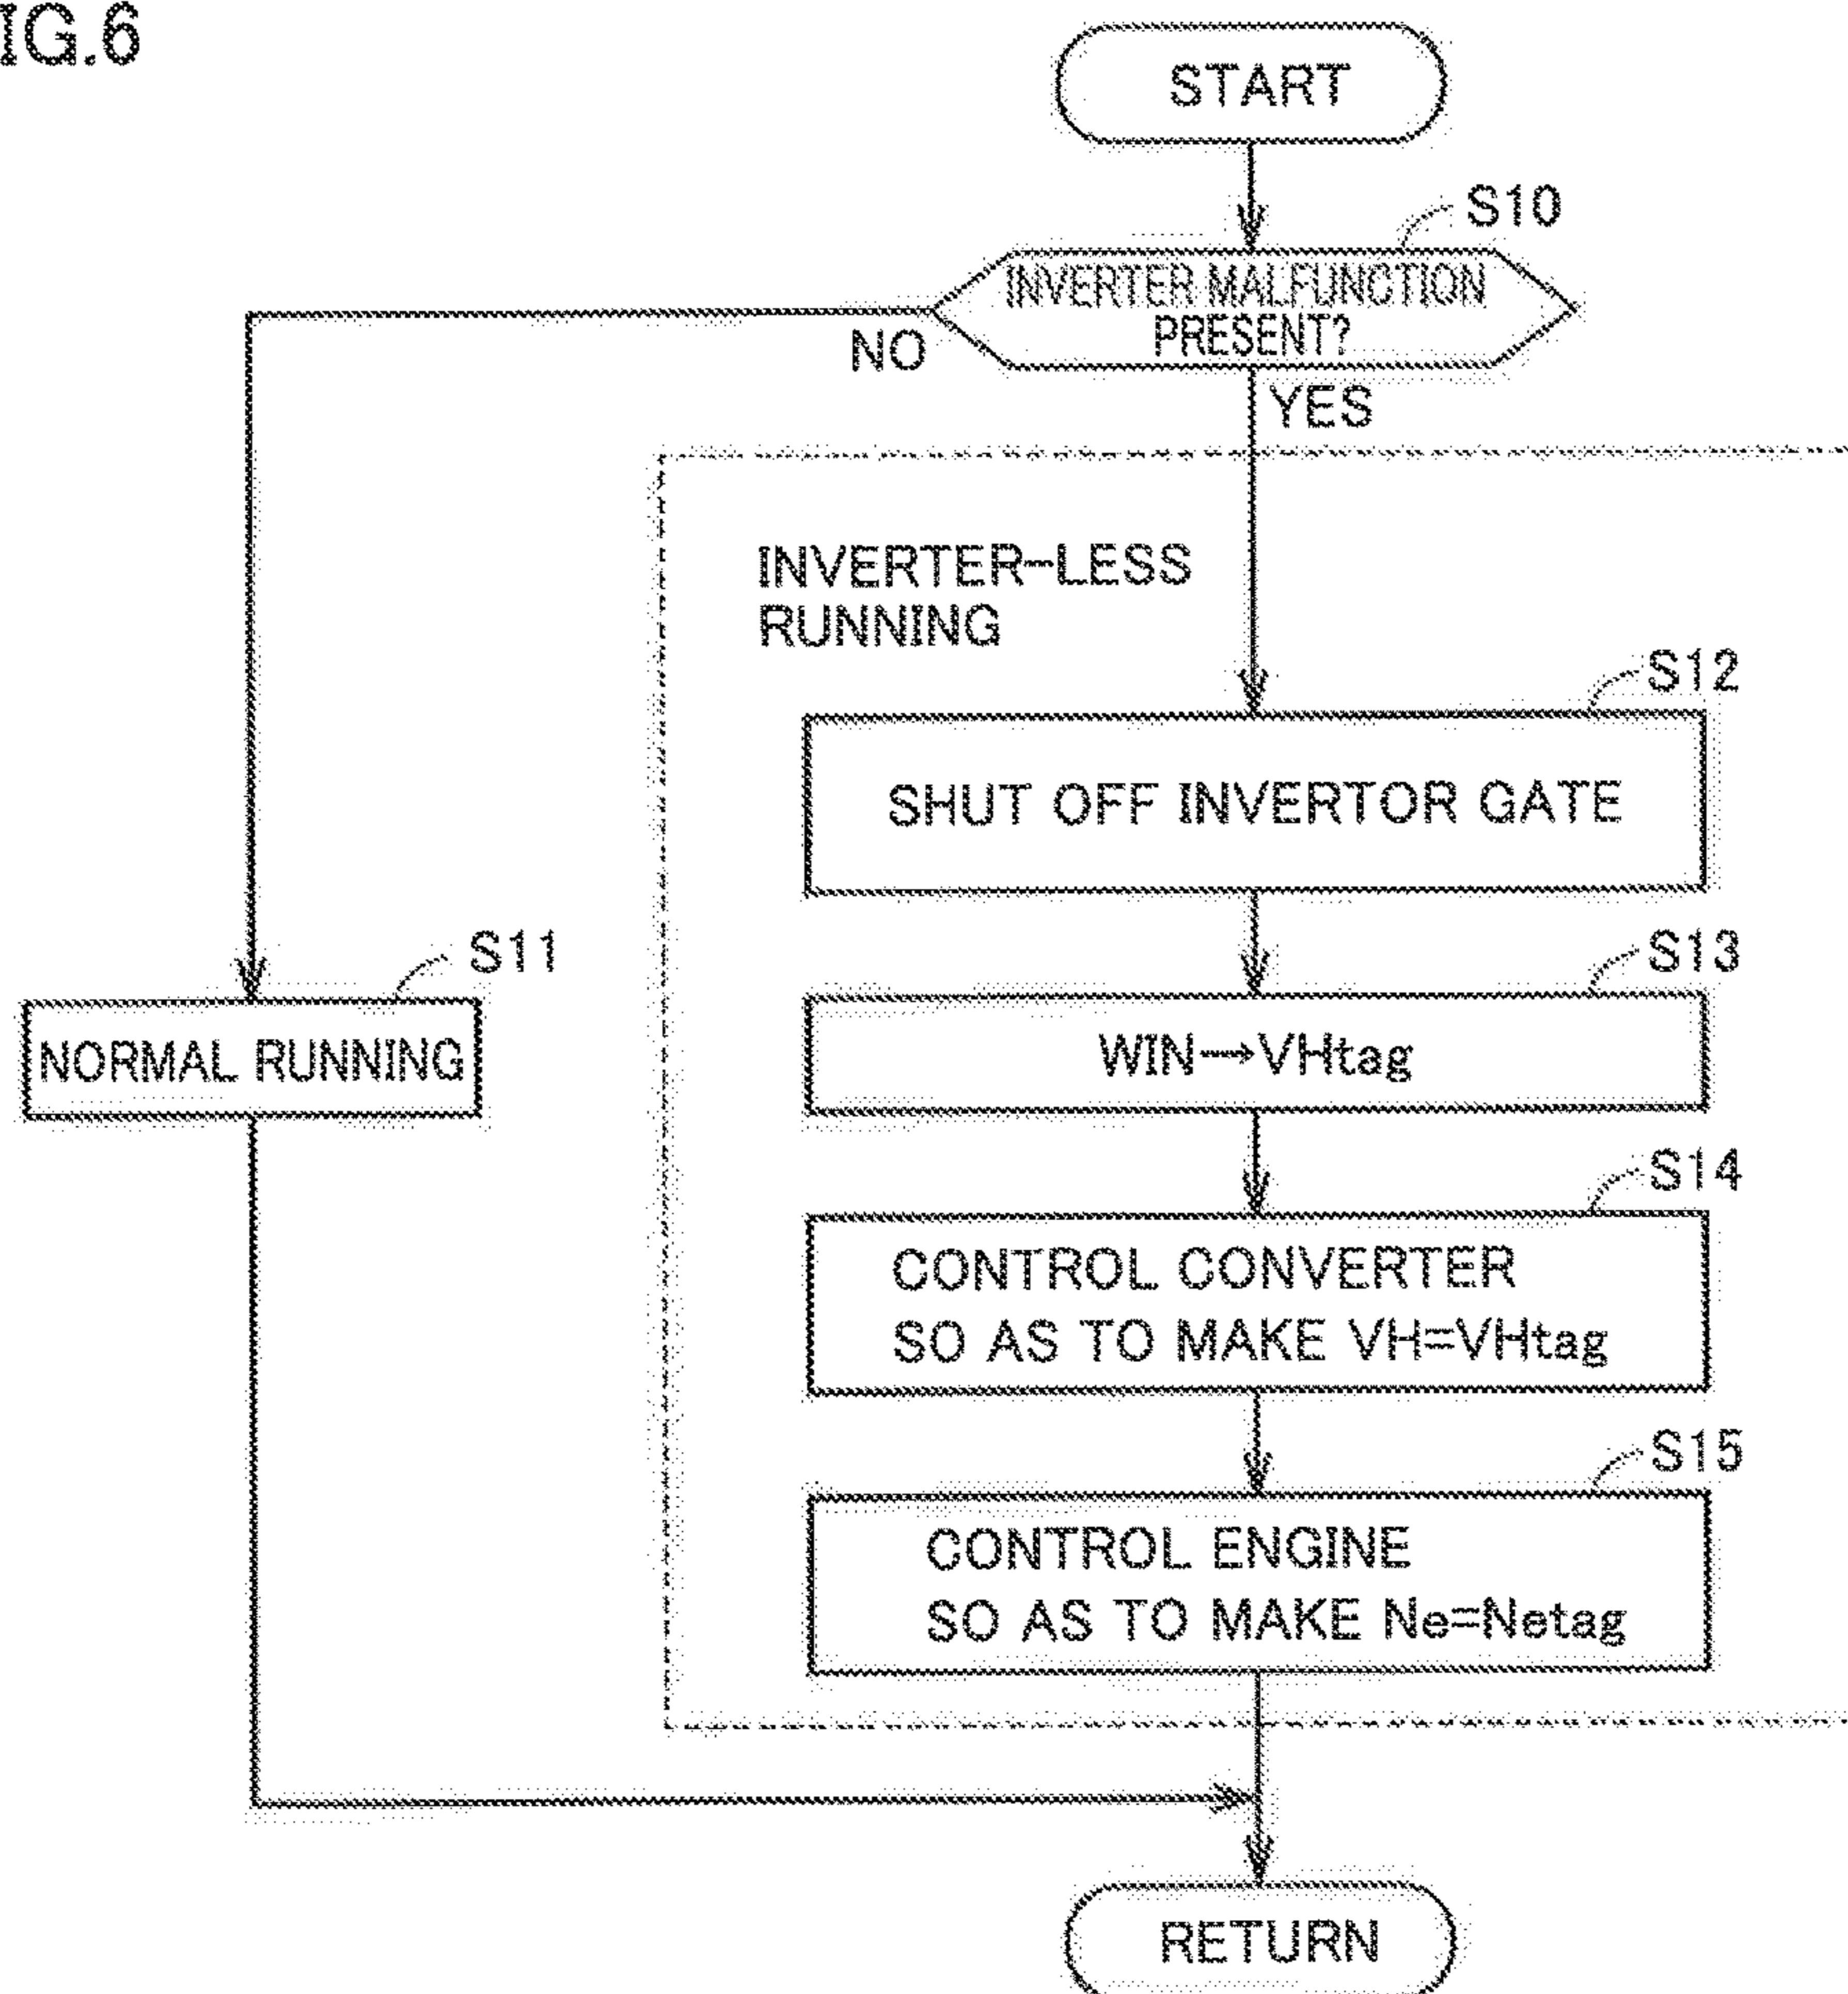 IG.6
START
S10
INVERTER MALFUNCTION
PRESENT?
NO
YES
INVERTER-LESS
RUNNING
S12
SHUT OFF INVERTOR GATE
S11
S13
NORMAL RUNNING
WIN→VHtag
S14
CONTROL CONVERTER
SO AS TO MAKE VH=VHtag
S15
CONTROL ENGINE
SO AS TO MAKE Ne=Netag
RETURN